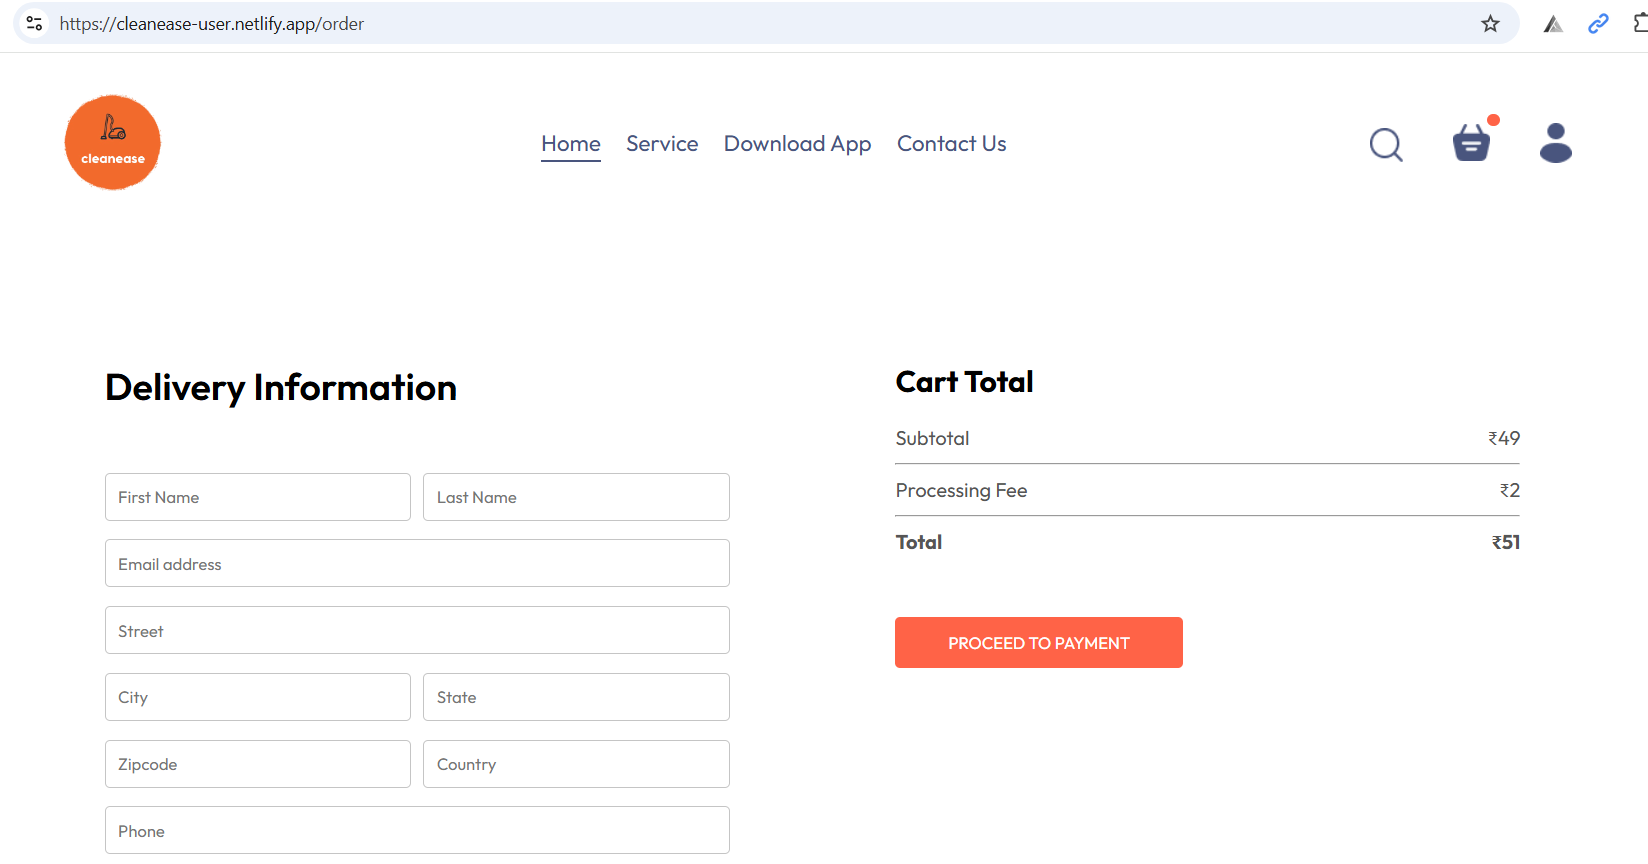 https://cleanease-user.netlify.app/order
cleanease
Home Service Download App Contact Us
Delivery Information
First Name Last Name
Email address
Street
City State
Zipcode Country
Phone
Cart Total
Subtotal ₹49
Processing Fee ₹2
Total ₹51
PROCEED TO PAYMENT